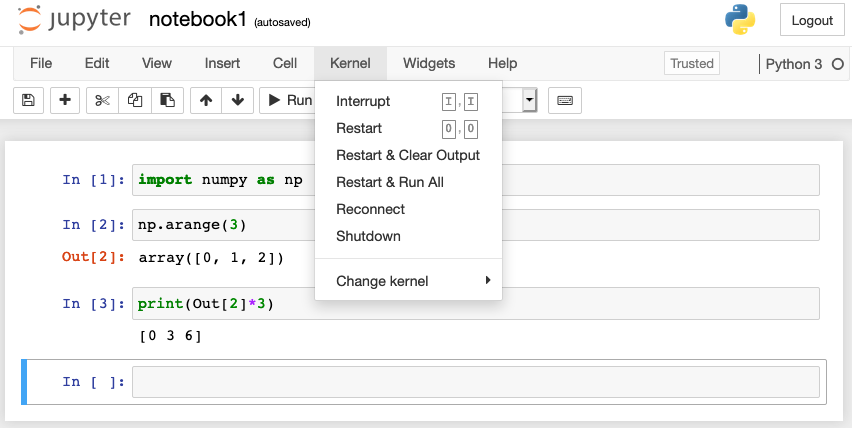 jupyter notebook1 (autosaved) Logout
File Edit View Insert Cell Kernel Widgets Help Trusted Python 3
Run
Interrupt I,I
Restart 0,0
Restart & Clear Output
Restart & Run All
Reconnect
Shutdown
Change kernel
In [1]: import numpy as np
In [2]: np.arange(3)
Out[2]: array([0, 1, 2])
In [3]: print(Out[2]*3)
[0 3 6]
In [ ]: